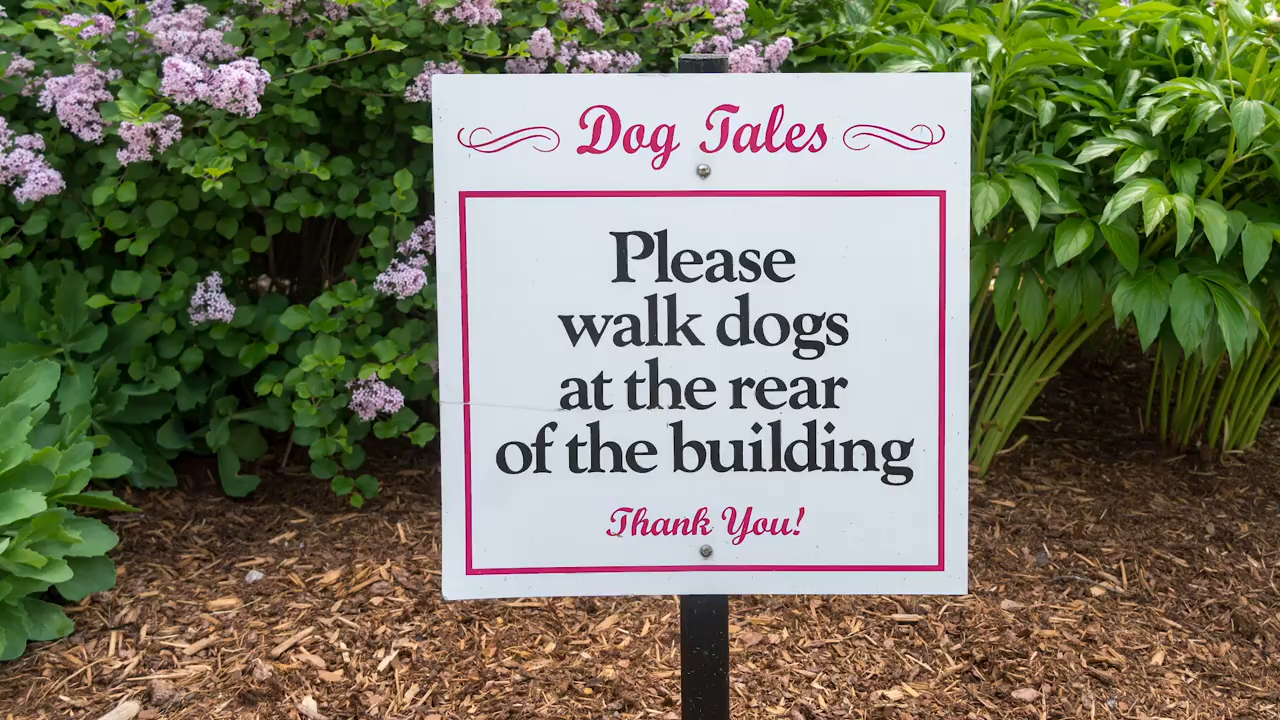 Dog Tales
Please
walk dogs
at the rear
of the building
Thank You!